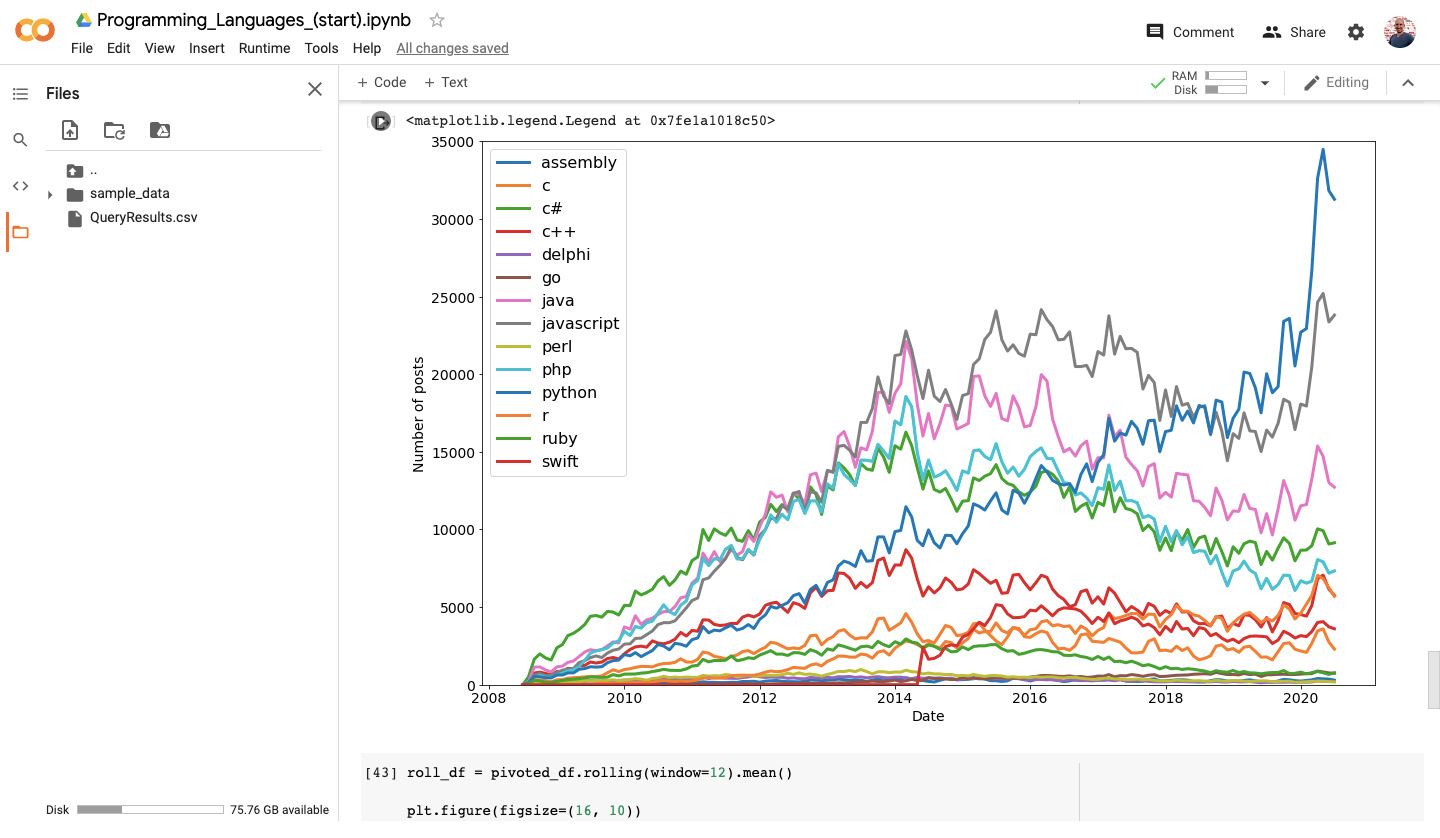 Programming_Languages_(start).ipynb
File Edit View Insert Runtime Tools Help All changes saved
Comment Share
Files
+ Code + Text
RAM
Disk
Editing
..
sample_data
QueryResults.csv
<matplotlib.legend.Legend at 0x7fe1a1018c50>
35000
30000
25000
20000
15000
10000
5000
0
Number of posts
assembly
c
c#
c++
delphi
go
java
javascript
perl
php
python
r
ruby
swift
2008 2010 2012 2014 2016 2018 2020
Date
[43] roll_df = pivoted_df.rolling(window=12).mean()
plt.figure(figsize=(16, 10))
Disk 75.76 GB available